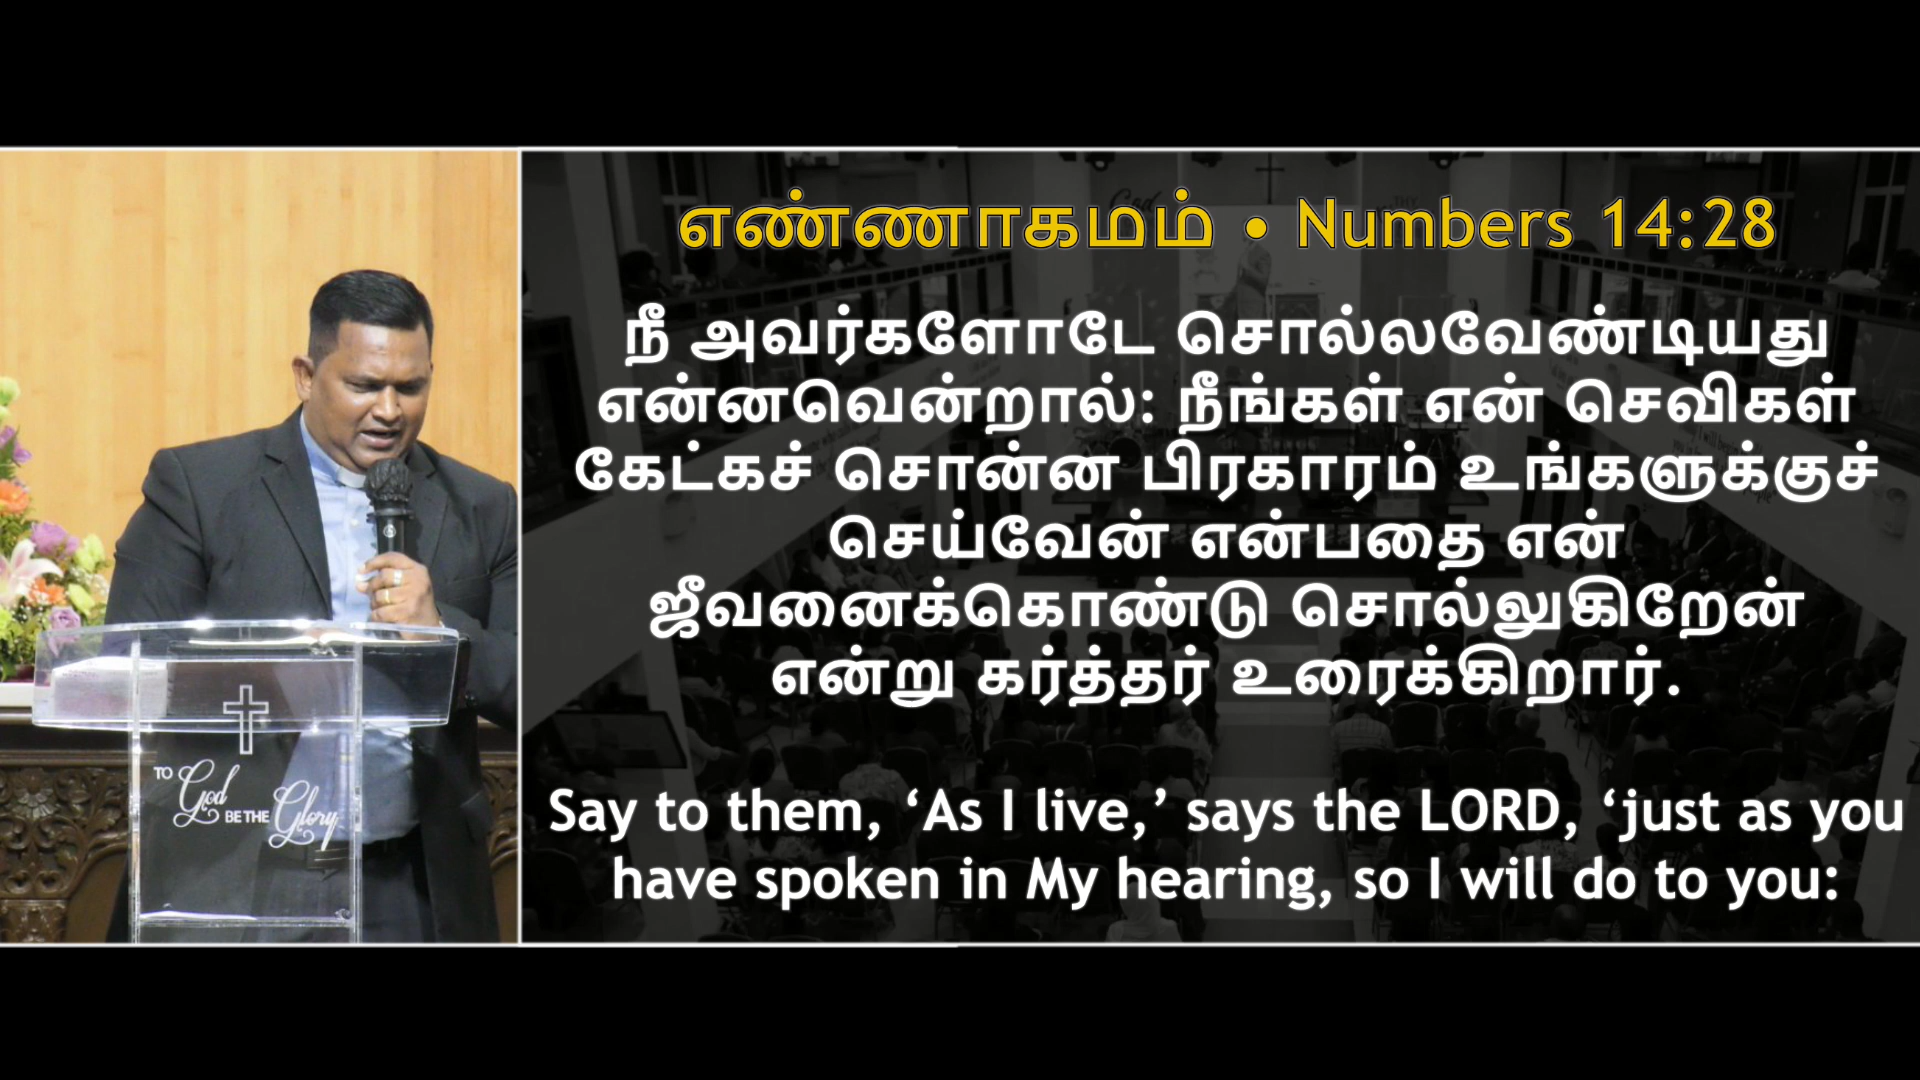 எண்ணாகமம் • Numbers 14:28
நீ அவர்களோடே சொல்லவேண்டியது
என்னவென்றால்: நீங்கள் என் செவிகள்
கேட்கச் சொன்ன பிரகாரம் உங்களுக்குச்
செய்வேன் என்பதை என்
ஜீவனைக்கொண்டு சொல்லுகிறேன்
என்று கர்த்தர் உரைக்கிறார்.
Say to them, ‘As I live,’ says the LORD, ‘just as you
have spoken in My hearing, so I will do to you:
TO God BE THE Glory